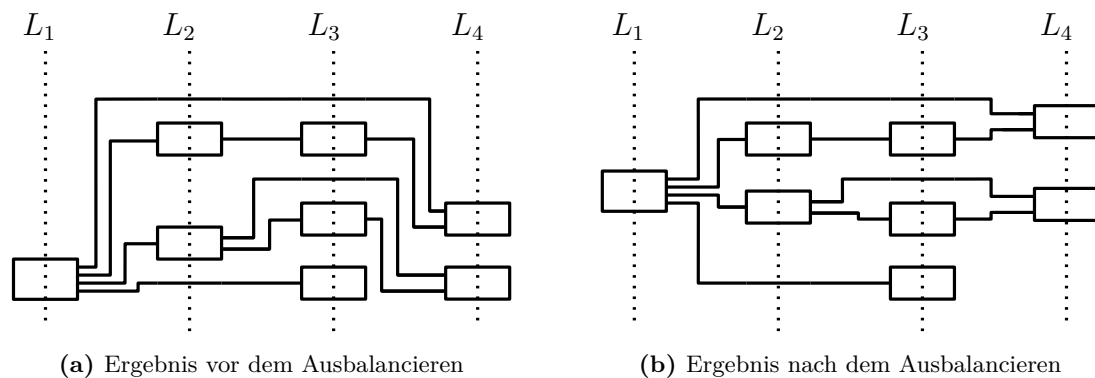 L1 L2 L3 L4 L1 L2 L3 L4
(a) Ergebnis vor dem Ausbalancieren (b) Ergebnis nach dem Ausbalancieren